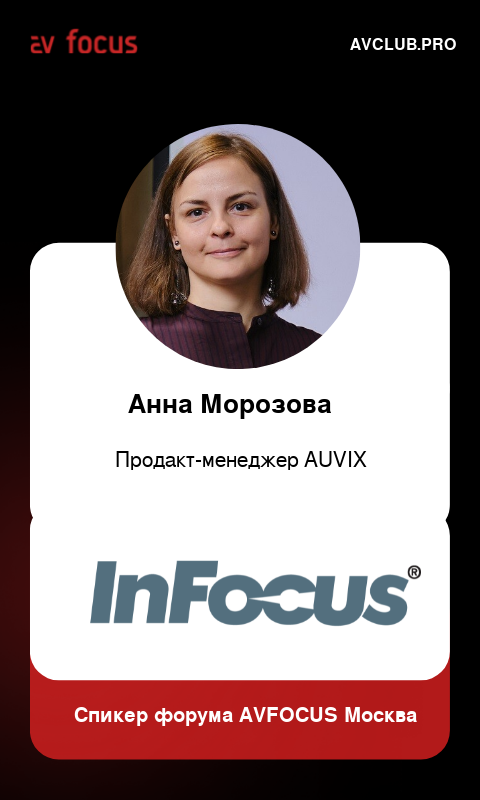 av focus
AVCLUB.PRO
Анна Морозова
Продакт-менеджер AUVIX
InFocus®
Спикер форума AVFOCUS Москва